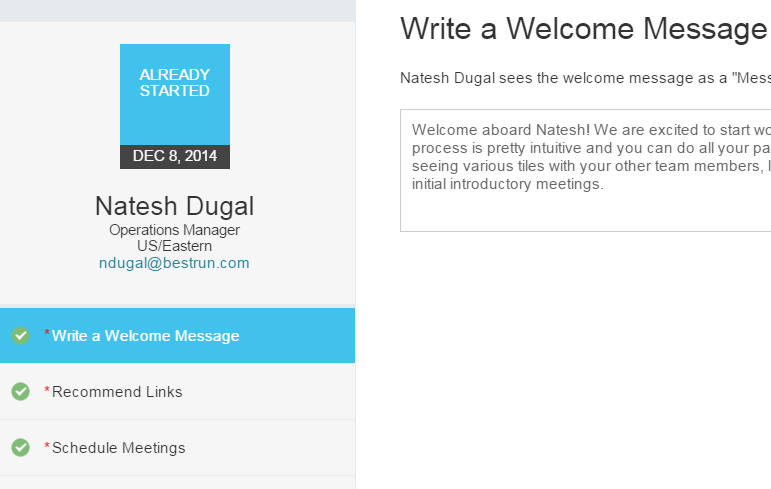 ALREADY
STARTED
DEC 8, 2014
Natesh Dugal
Operations Manager
US/Eastern
ndugal@bestrun.com
*Write a Welcome Message
*Recommend Links
*Schedule Meetings
Write a Welcome Message
Natesh Dugal sees the welcome message as a "Mess
Welcome aboard Natesh! We are excited to start wo
process is pretty intuitive and you can do all your pa
seeing various tiles with your other team members,
initial introductory meetings.